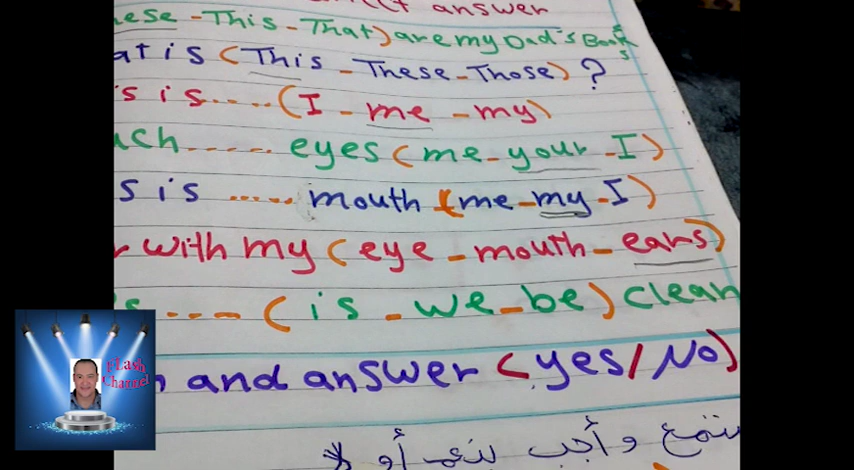 answer
ese - This - That) are my Dad's Books
at is (This - These - Those) ?
s is ..... (I - me - my)
ch ...... eyes (me - your - I)
s is ..... mouth (me - my - I)
r with my (eye - mouth - ears)
s .... (is - we - be) clean
and answer (yes/No)
ستمع وأجب بنعم أو لا
Flash
Channel